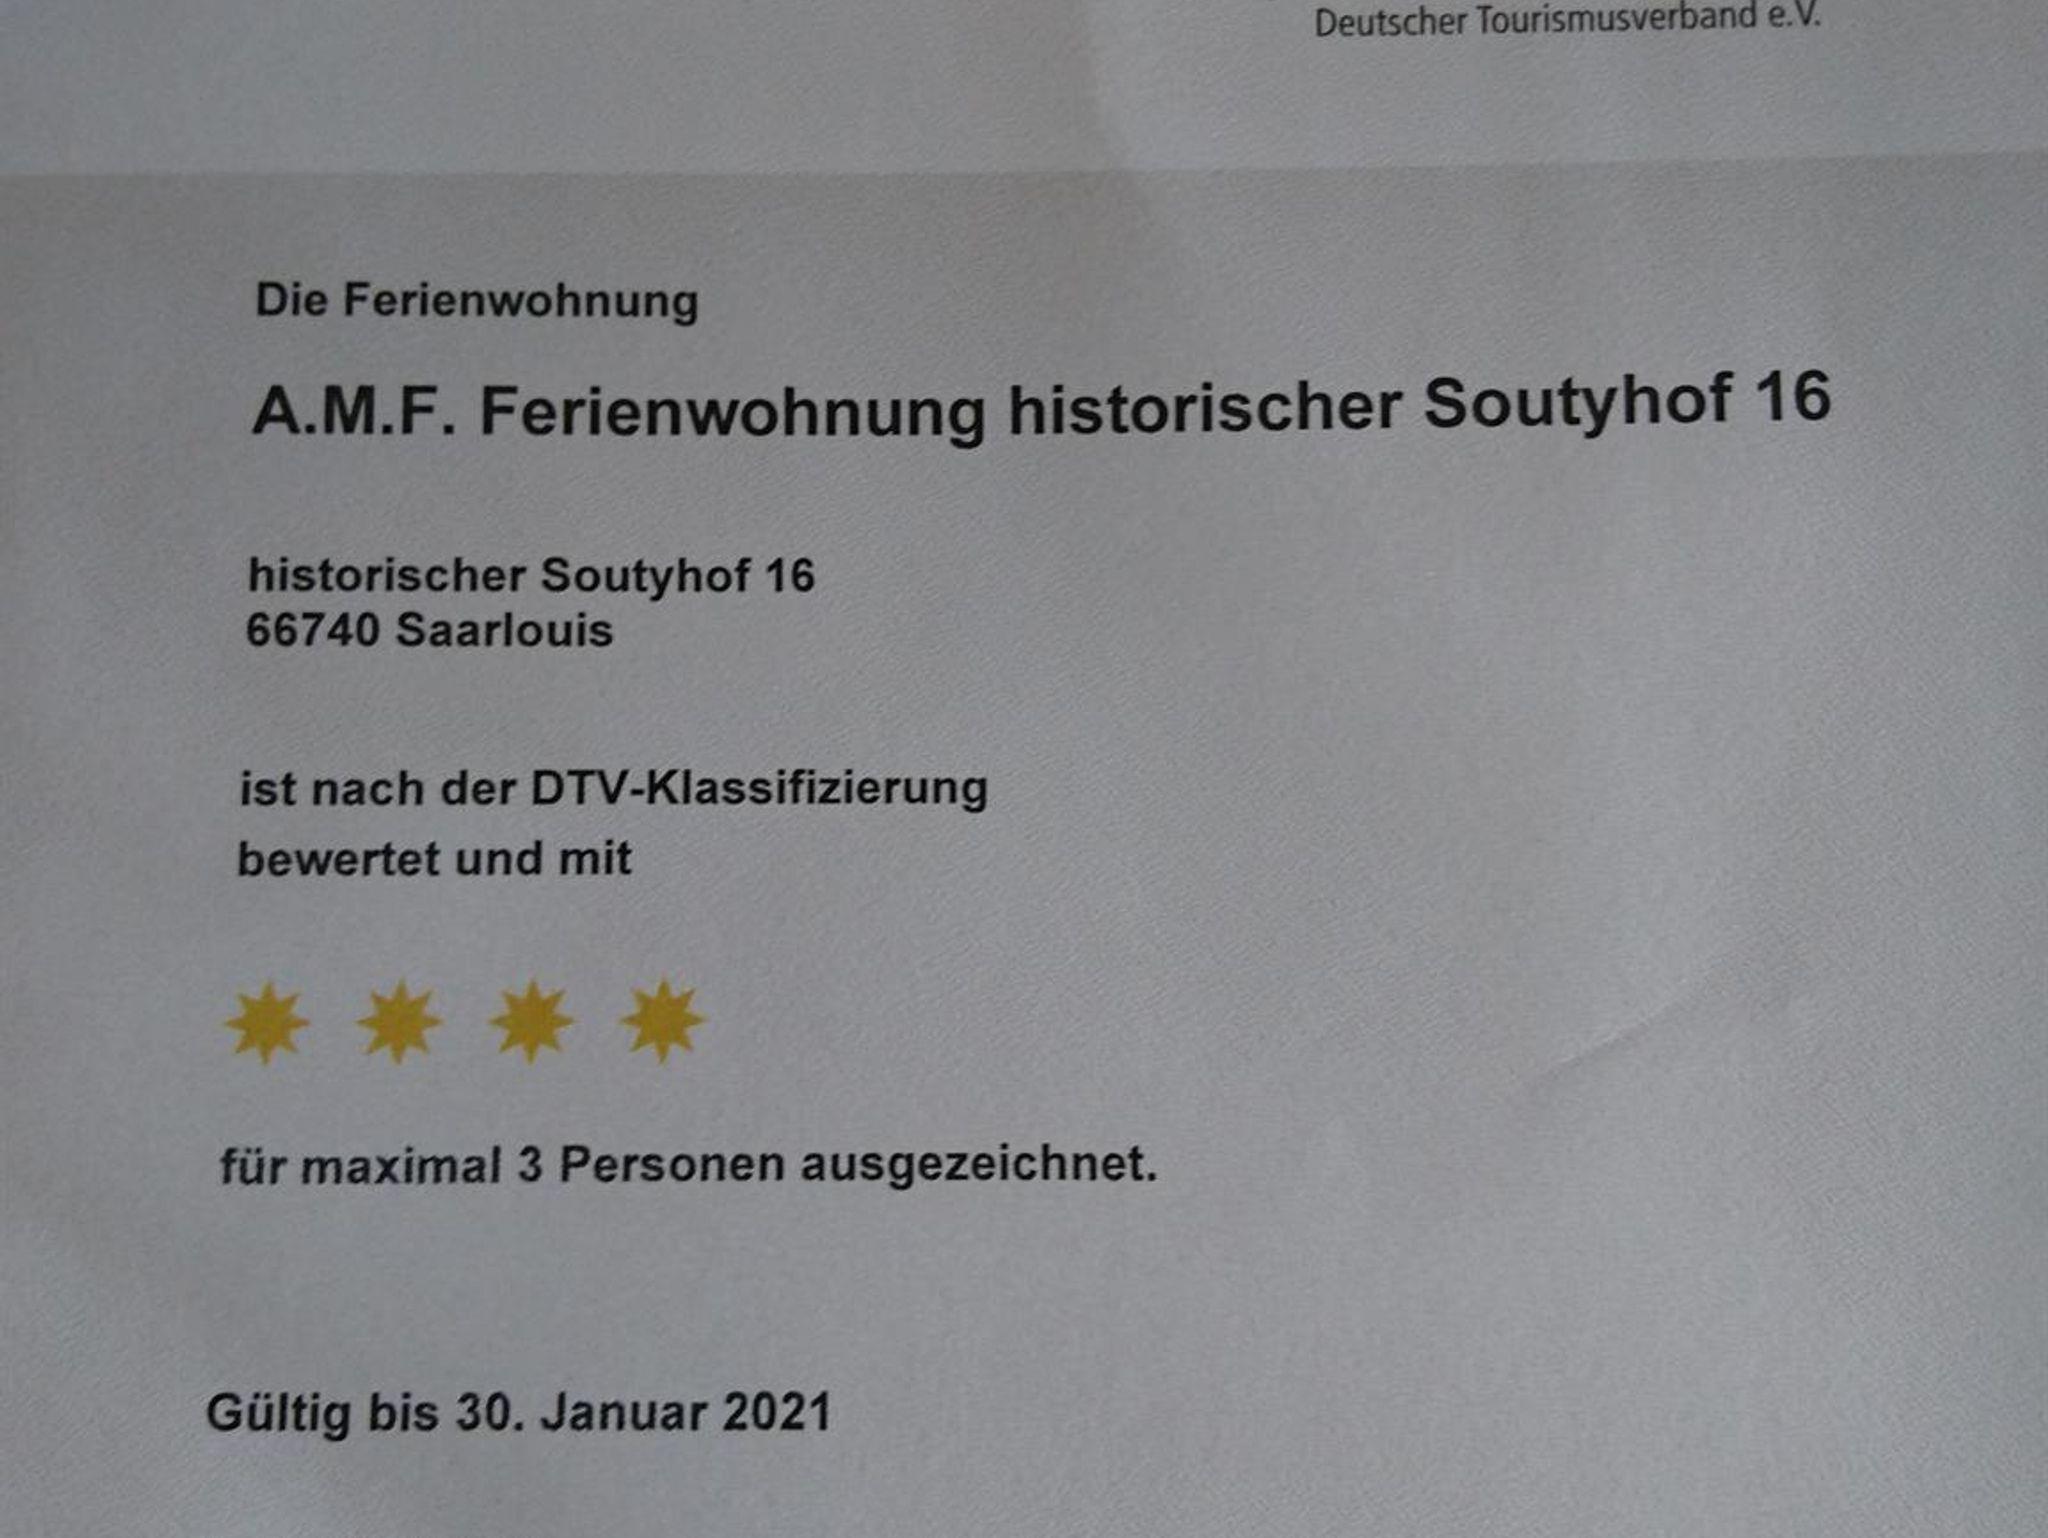 Deutscher Tourismusverband e.V.
Die Ferienwohnung
A.M.F. Ferienwohnung historischer Soutyhof 16
historischer Soutyhof 16
66740 Saarlouis
ist nach der DTV-Klassifizierung
bewertet und mit
für maximal 3 Personen ausgezeichnet.
Gültig bis 30. Januar 2021